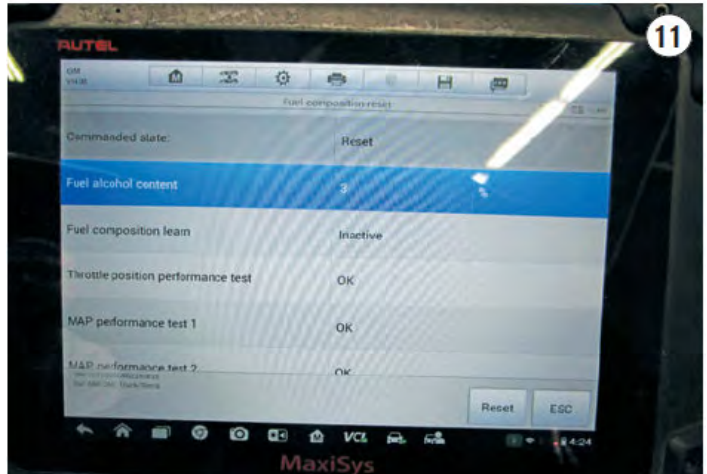 11
AUTEL
GM
Fuel composition reset
Commanded state: Reset
Fuel alcohol content 3
Fuel composition learn Inactive
Throttle position performance test OK
MAP performance test 1 OK
MAP performance test 2 OK
Reset ESC
VCI
4:24
MaxiSys